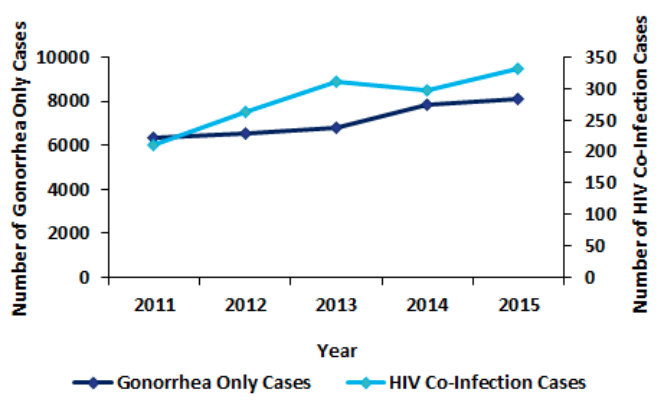 Number of Gonorrhea Only Cases
10000
8000
6000
4000
2000
0
350
300
250
200
150
100
50
0
Number of HIV Co-Infection Cases
2011 2012 2013 2014 2015
Year
Gonorrhea Only Cases HIV Co-Infection Cases